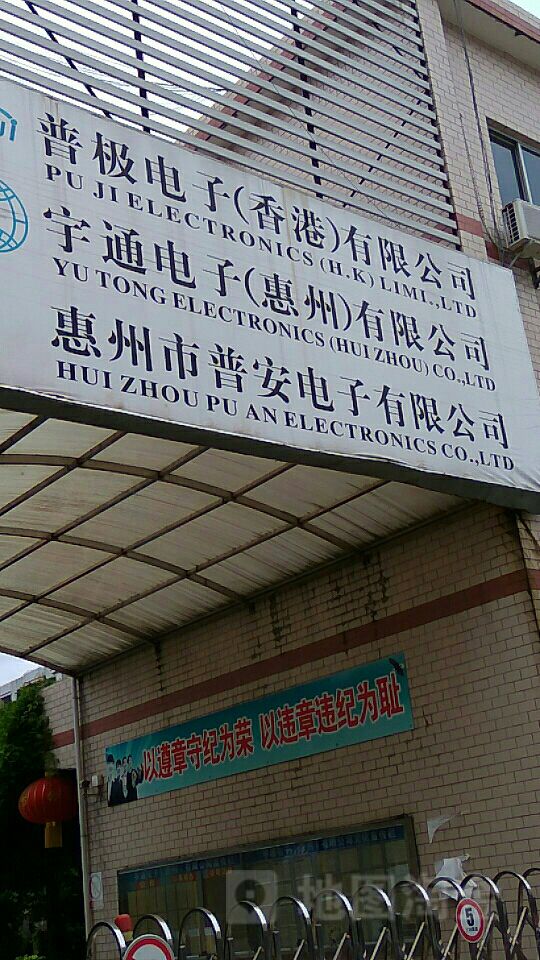 普极电子(香港)有限公司
PU JI ELECTRONICS (H.K) LIMI.,LTD
宇通电子(惠州)有限公司
YU TONG ELECTRONICS (HUI ZHOU) CO.,LTD
惠州市普安电子有限公司
HUI ZHOU PU AN ELECTRONICS CO.,LTD
以遵章守纪为荣 以违章违纪为耻
5